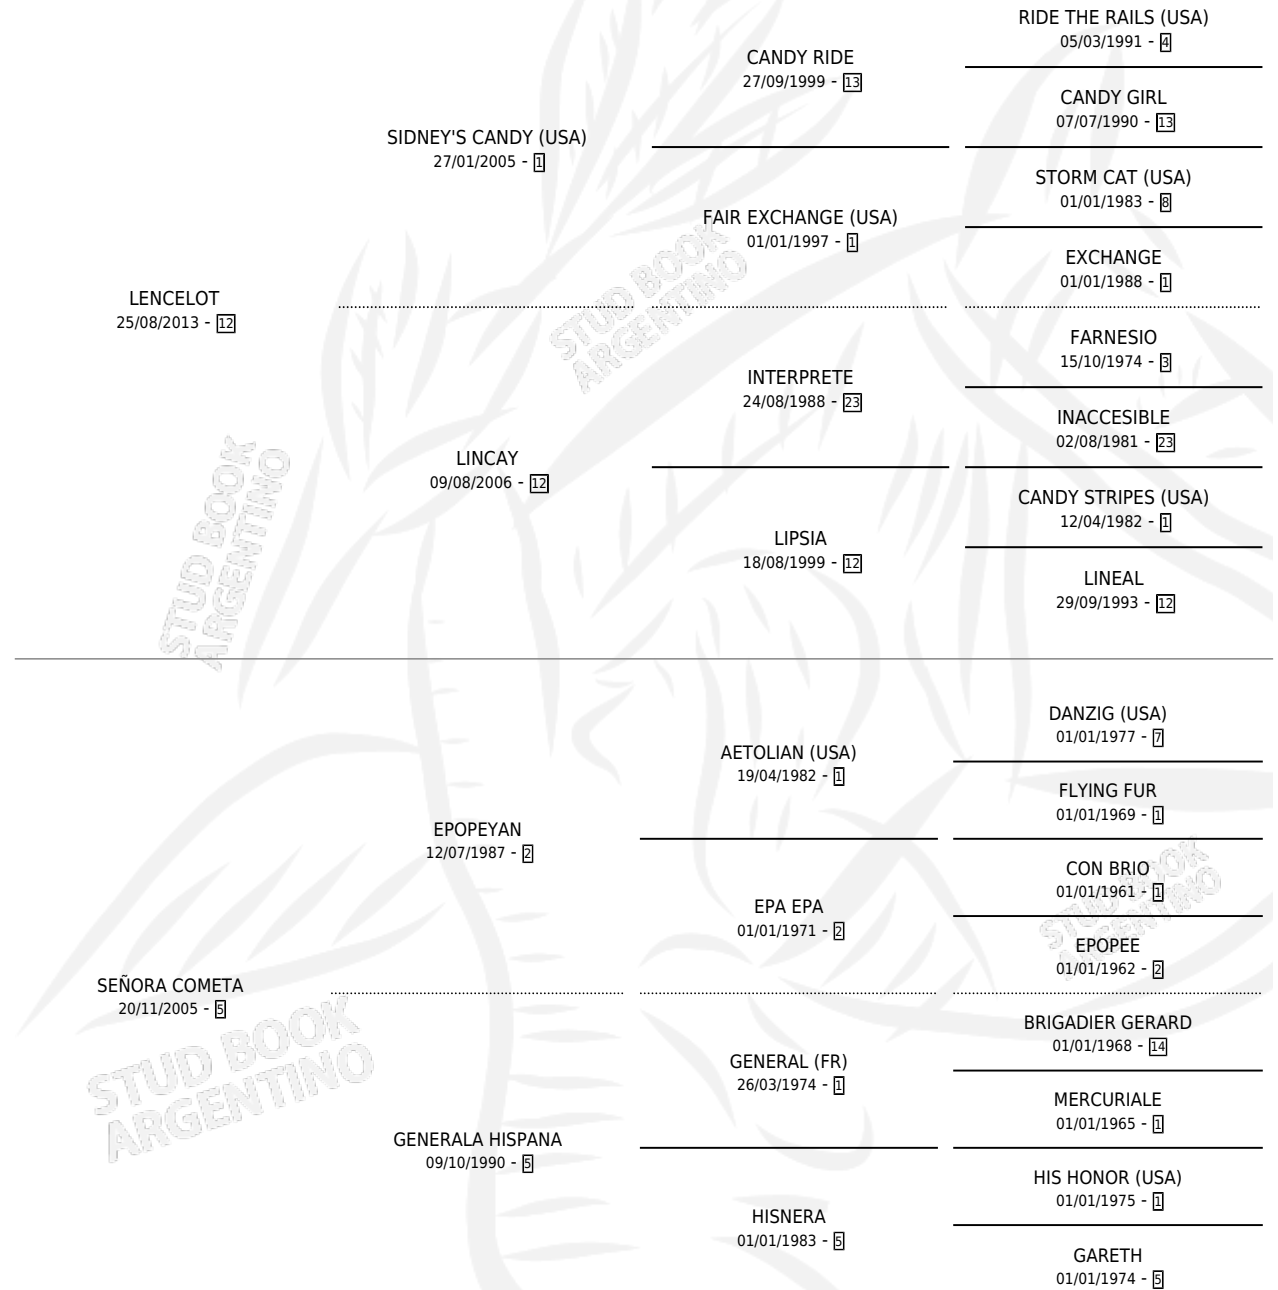 RIDE THE RAILS (USA)
05/03/1991 - 4
CANDY RIDE
27/09/1999 - 13
CANDY GIRL
07/07/1990 - 13
SIDNEY'S CANDY (USA)
27/01/2005 - 1
STORM CAT (USA)
01/01/1983 - 8
FAIR EXCHANGE (USA)
01/01/1997 - 1
EXCHANGE
01/01/1988 - 1
LENCELOT
25/08/2013 - 12
FARNESIO
15/10/1974 - 3
INTERPRETE
24/08/1988 - 23
INACCESIBLE
02/08/1981 - 23
LINCAY
09/08/2006 - 12
CANDY STRIPES (USA)
12/04/1982 - 1
LIPSIA
18/08/1999 - 12
LINEAL
29/09/1993 - 12
DANZIG (USA)
01/01/1977 - 7
AETOLIAN (USA)
19/04/1982 - 1
FLYING FUR
01/01/1969 - 1
EPOPEYAN
12/07/1987 - 2
CON BRIO
01/01/1961 - 1
EPA EPA
01/01/1971 - 2
EPOPEE
01/01/1962 - 2
SEÑORA COMETA
20/11/2005 - 5
BRIGADIER GERARD
01/01/1968 - 14
GENERAL (FR)
26/03/1974 - 1
MERCURIALE
01/01/1965 - 1
GENERALA HISPANA
09/10/1990 - 5
HIS HONOR (USA)
01/01/1975 - 1
HISNERA
01/01/1983 - 5
GARETH
01/01/1974 - 5
STUD BOOK
ARGENTINO
STUD BOOK
ARGENTINO
STUD BOOK
ARGENTINO
STUD BOOK
ARGENTINO